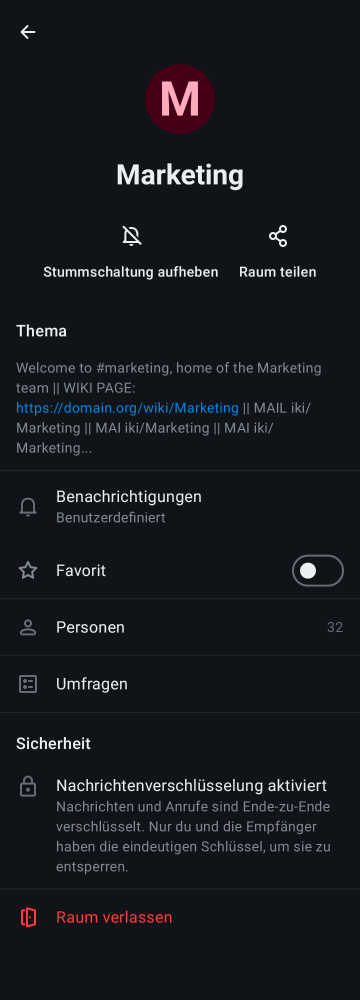 M
Marketing
Stummschaltung aufheben
Raum teilen
Thema
Welcome to #marketing, home of the Marketing
team || WIKI PAGE:
https://domain.org/wiki/Marketing || MAIL iki/
Marketing || MAI iki/Marketing || MAI iki/
Marketing...
Benachrichtigungen
Benutzerdefiniert
Favorit
Personen 32
Umfragen
Sicherheit
Nachrichtenverschlüsselung aktiviert
Nachrichten und Anrufe sind Ende-zu-Ende
verschlüsselt. Nur du und die Empfänger
haben die eindeutigen Schlüssel, um sie zu
entsperren.
Raum verlassen